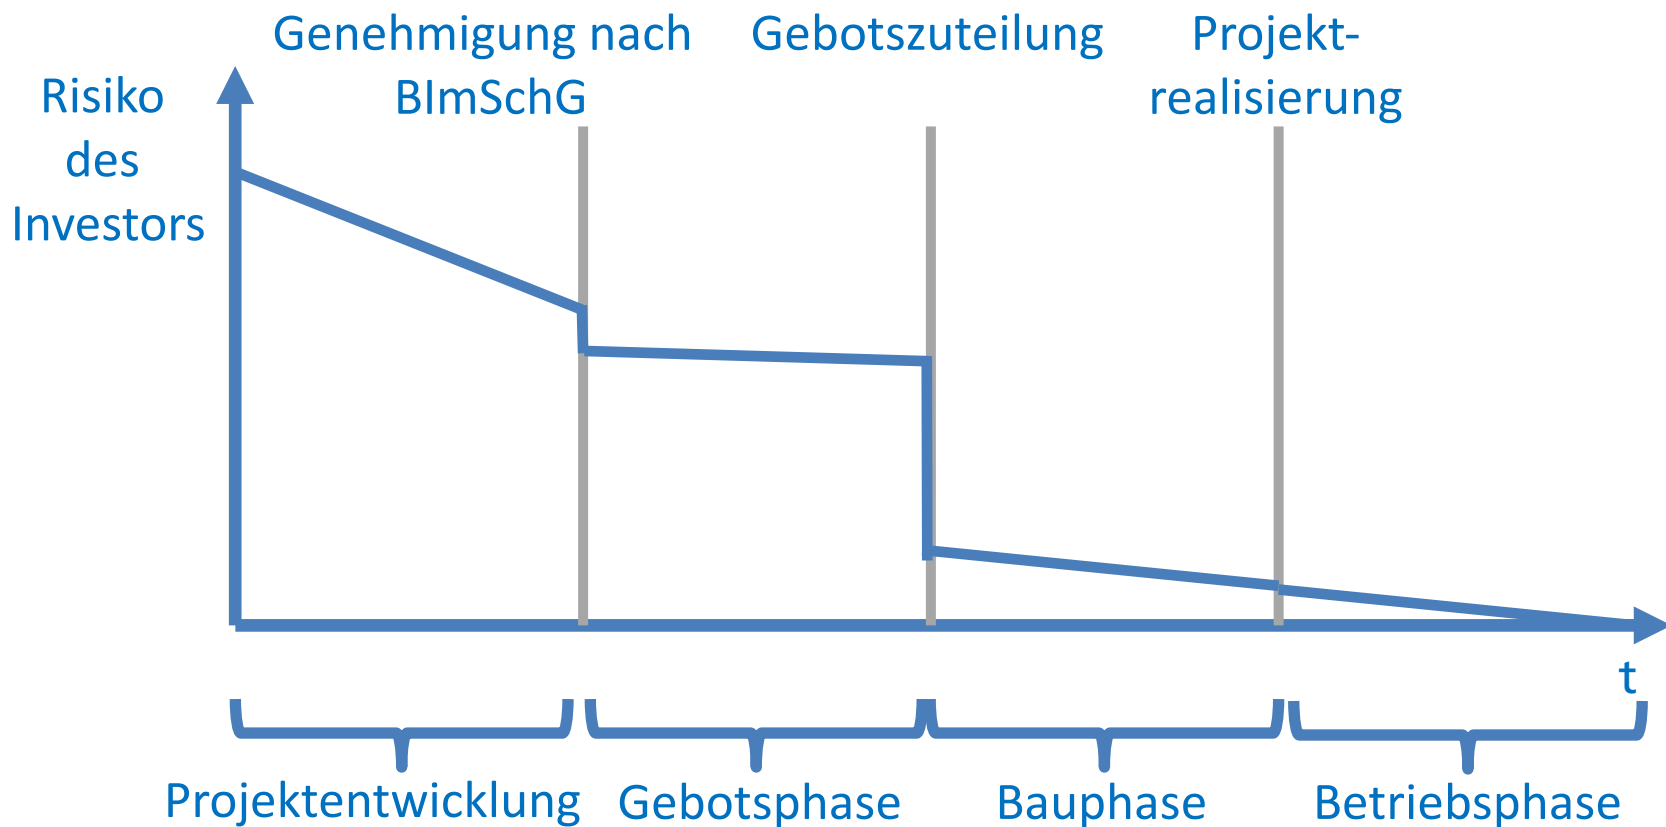 Risiko
des
Investors
Genehmigung nach
BImSchG
Gebotszuteilung
Projekt-
realisierung
t
Projektentwicklung
Gebotsphase
Bauphase
Betriebsphase